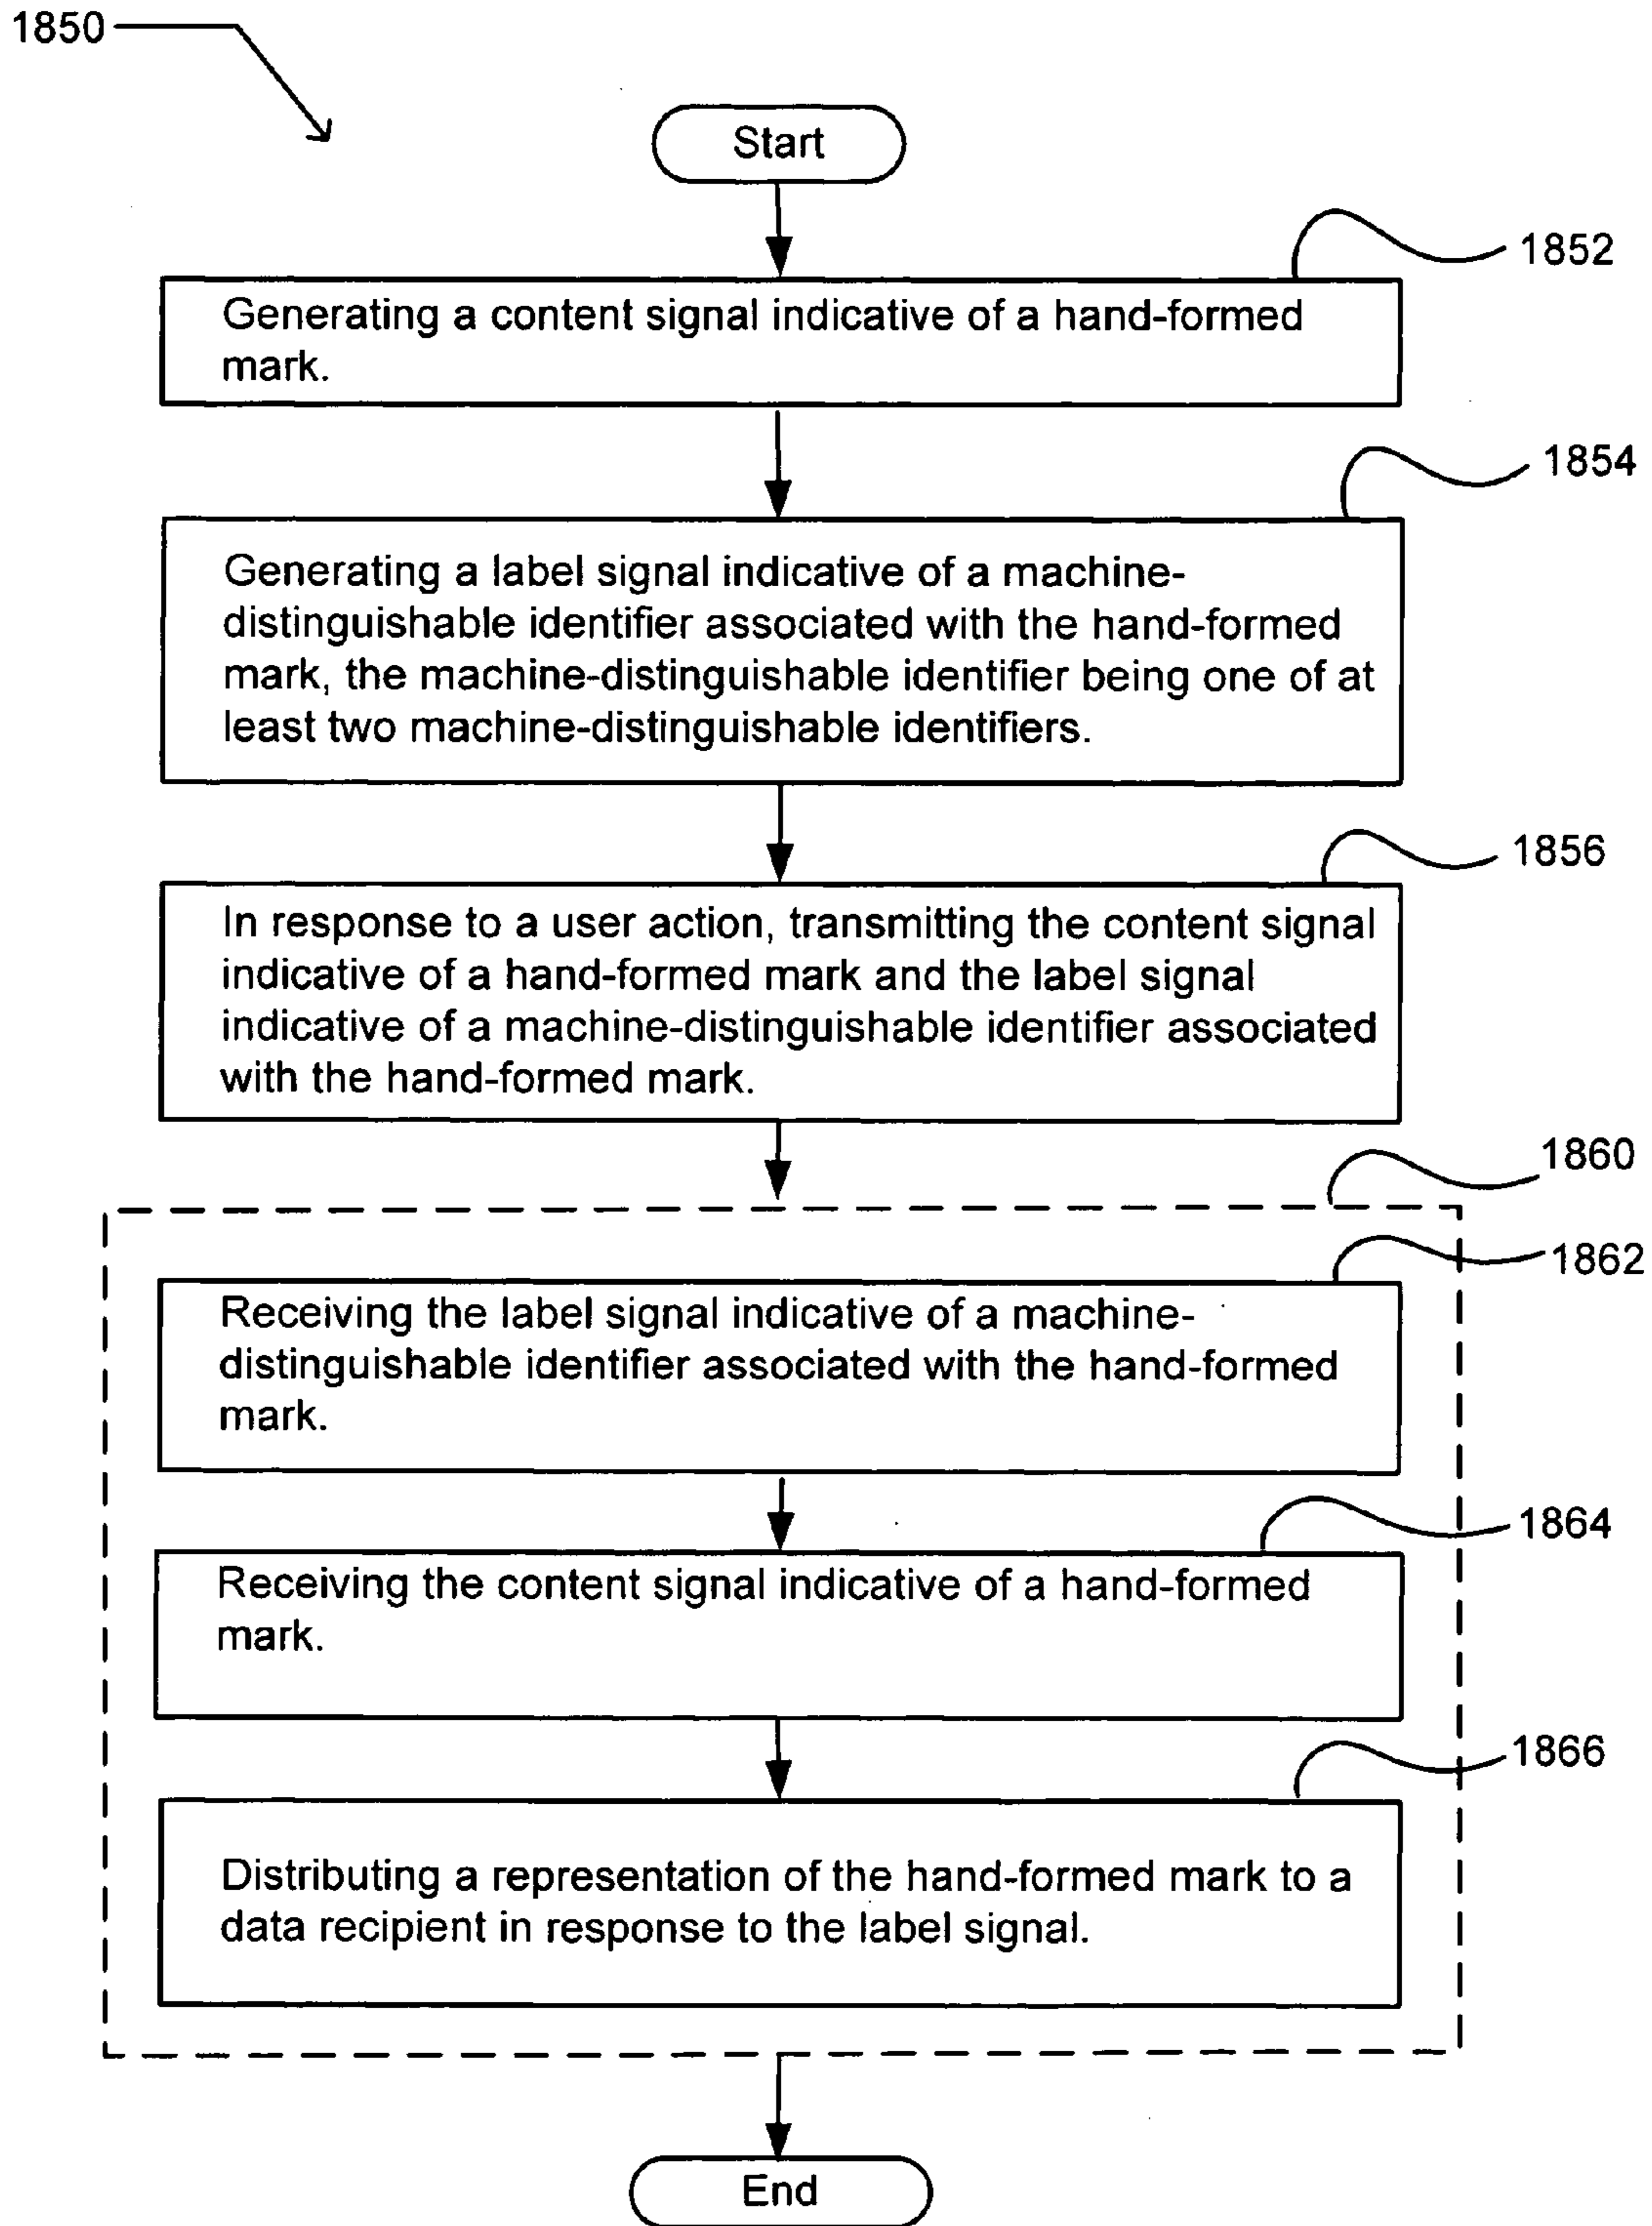 1850
Start
1852
Generating a content signal indicative of a hand-formed
mark.
1854
Generating a label signal indicative of a machine-
distinguishable identifier associated with the hand-formed
mark, the machine-distinguishable identifier being one of at
least two machine-distinguishable identifiers.
1856
In response to a user action, transmitting the content signal
indicative of a hand-formed mark and the label signal
indicative of a machine-distinguishable identifier associated
with the hand-formed mark.
1860
1862
Receiving the label signal indicative of a machine-
distinguishable identifier associated with the hand-formed
mark.
1864
Receiving the content signal indicative of a hand-formed
mark.
1866
Distributing a representation of the hand-formed mark to a
data recipient in response to the label signal.
End